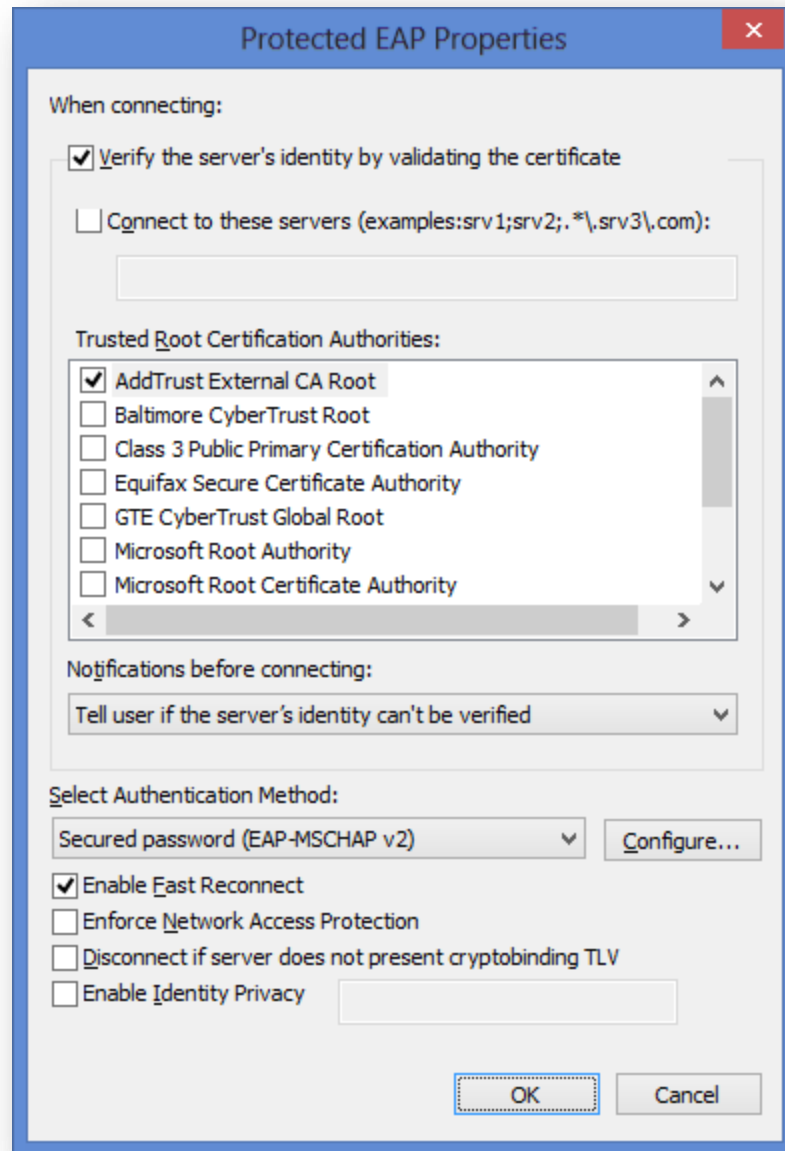 Protected EAP Properties
When connecting:
Verify the server's identity by validating the certificate
Connect to these servers (examples:srv1;srv2;.*\.srv3\.com):
Trusted Root Certification Authorities:
AddTrust External CA Root
Baltimore CyberTrust Root
Class 3 Public Primary Certification Authority
Equifax Secure Certificate Authority
GTE CyberTrust Global Root
Microsoft Root Authority
Microsoft Root Certificate Authority
Notifications before connecting:
Tell user if the server’s identity can't be verified
Select Authentication Method:
Secured password (EAP-MSCHAP v2) Configure...
Enable Fast Reconnect
Enforce Network Access Protection
Disconnect if server does not present cryptobinding TLV
Enable Identity Privacy
OK Cancel